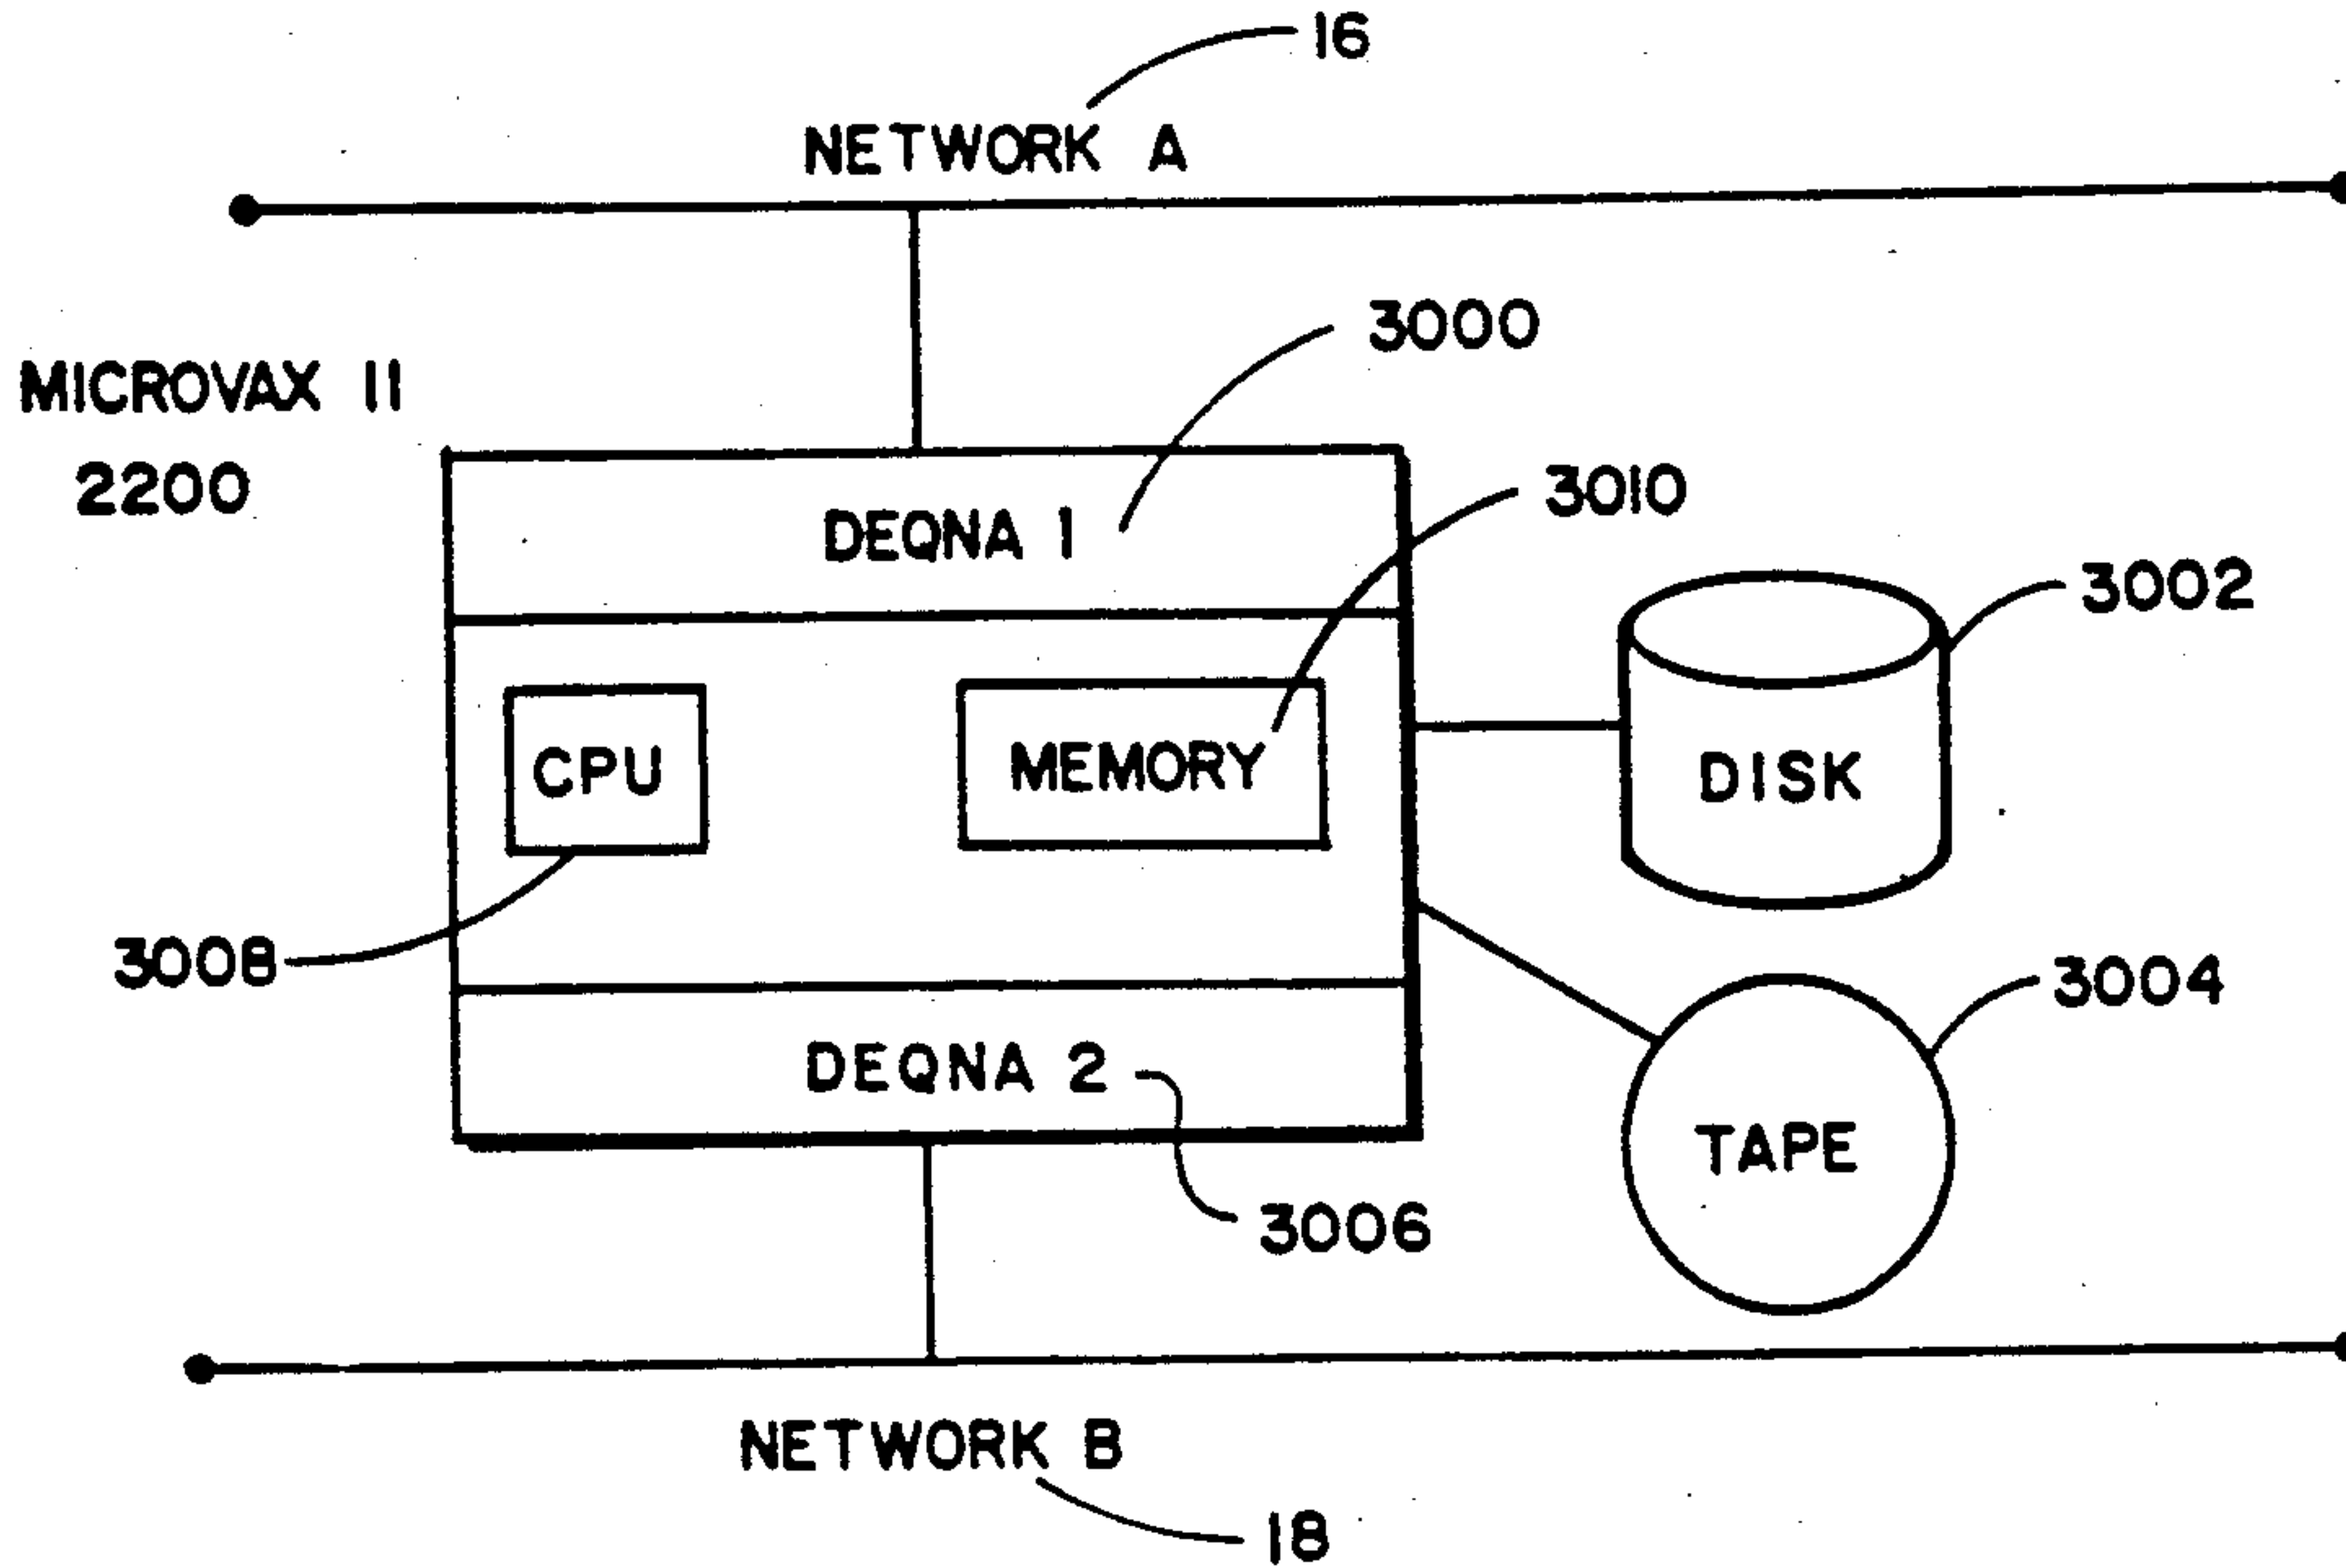 16
NETWORK A
3000
MICROVAX II
2200
3010
DEQNA 1
3002
CPU
MEMORY
DISK
3008
3004
DEQNA 2
TAPE
3006
NETWORK B
18